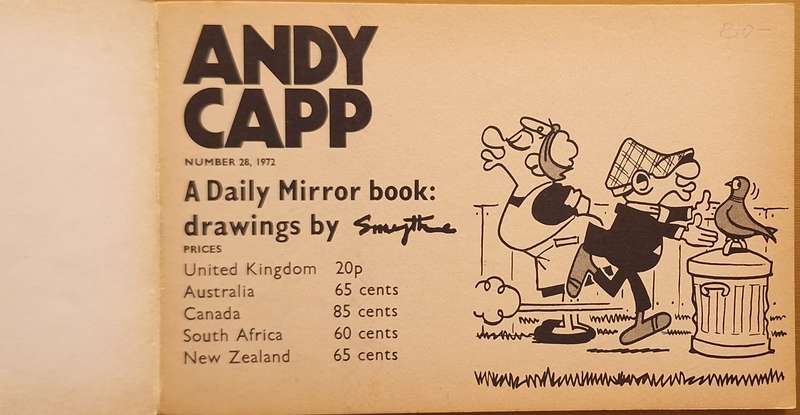 ANDY
CAPP
NUMBER 28, 1972
A Daily Mirror book:
drawings by Smythe
PRICES
United Kingdom 20p
Australia 65 cents
Canada 85 cents
South Africa 60 cents
New Zealand 65 cents